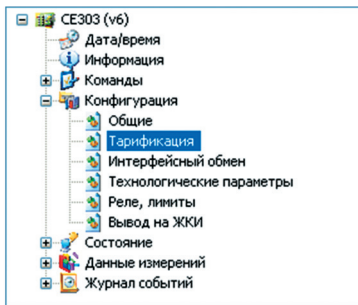 CE303 (v6)
Дата/время
Информация
Команды
Конфигурация
Общие
Тарификация
Интерфейсный обмен
Технологические параметры
Реле, лимиты
Вывод на ЖКИ
Состояние
Данные измерений
Журнал событий